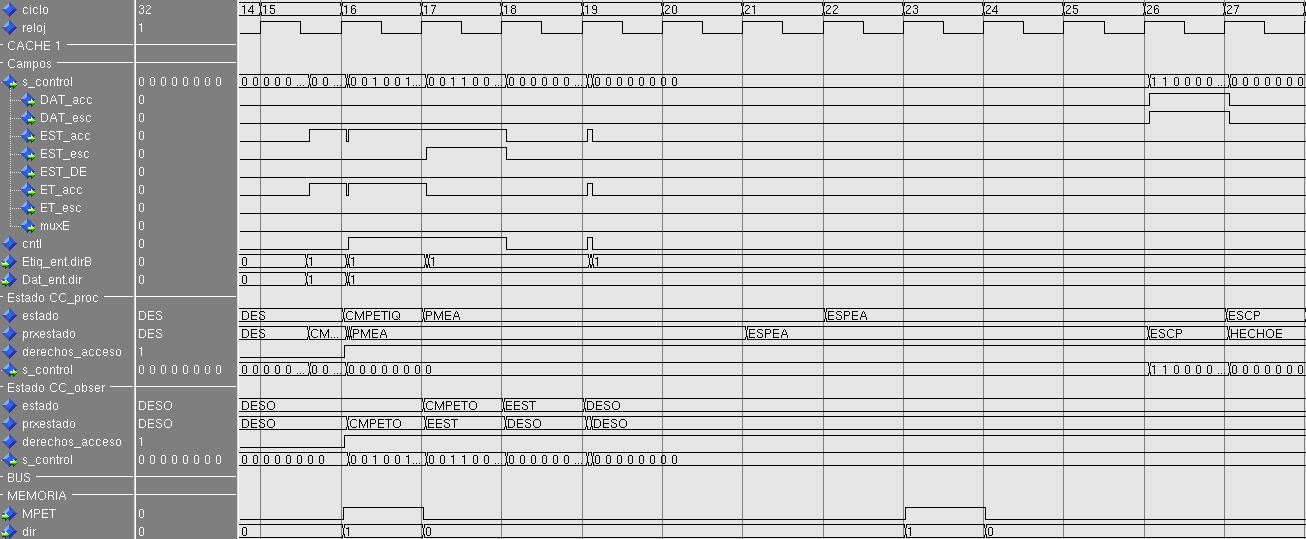 ciclo 32 14 15 16 17 18 19 20 21 22 23 24 25 26 27
reloj 1
CACHE 1
Campos
s_control 0 0 0 0 0 0 0 0 0 0 0 0 0 ... 0 0 ... 0 0 1 0 0 1... 0 0 1 1 0 0 ... 0 0 0 0 0 0 ... 0 0 0 0 0 0 0 0 1 1 0 0 0 0 ... 0 0 0 0 0 0 0 0
DAT_acc 0
DAT_esc 0
EST_acc 0
EST_esc 0
EST_DE 0
ET_acc 0
ET_esc 0
muxE 0
cntl 0
Etiq_ent.dirB 0 0 1 1 1 1
Dat_ent.dir 0 0 1 1
Estado CC_proc
estado DES DES CMPETIQ PMEA ESPEA ESCP
prxestado DES DES CM... PMEA ESPEA ESCP HECHOE
derechos_acceso 1
s_control 0 0 0 0 0 0 0 0 0 0 0 0 0 ... 0 0 ... 0 0 0 0 0 0 0 0 1 1 0 0 0 0 ... 0 0 0 0 0 0 0 0
Estado CC_obser
estado DESO DESO CMPETO EEST DESO
prxestado DESO DESO CMPETO EEST DESO DESO
derechos_acceso 1
s_control 0 0 0 0 0 0 0 0 0 0 0 0 0 0 0 0 0 0 1 0 0 1... 0 0 1 1 0 0 ... 0 0 0 0 0 0 ... 0 0 0 0 0 0 0 0
BUS
MEMORIA
MPET 0
dir 0 0 1 0 1 0